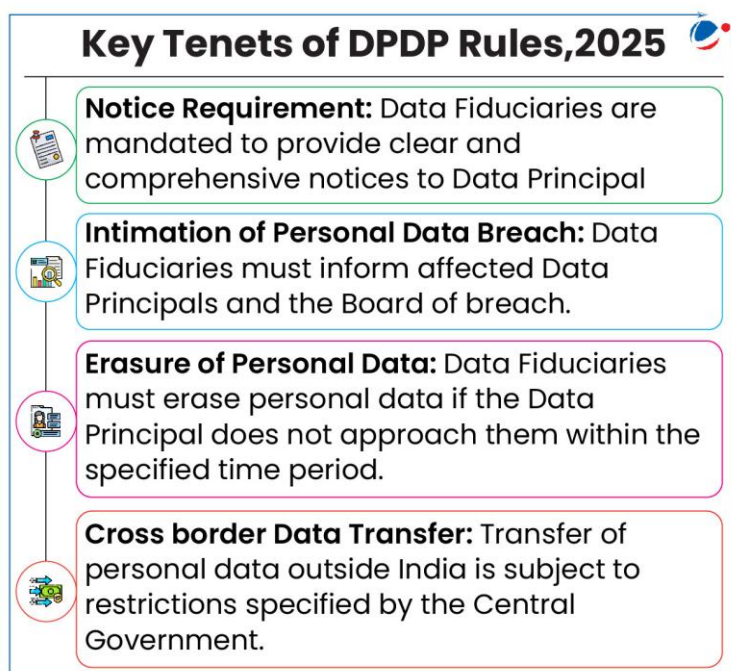 Key Tenets of DPDP Rules,2025
Notice Requirement: Data Fiduciaries are
mandated to provide clear and
comprehensive notices to Data Principal
Intimation of Personal Data Breach: Data
Fiduciaries must inform affected Data
Principals and the Board of breach.
Erasure of Personal Data: Data Fiduciaries
must erase personal data if the Data
Principal does not approach them within the
specified time period.
Cross border Data Transfer: Transfer of
personal data outside India is subject to
restrictions specified by the Central
Government.